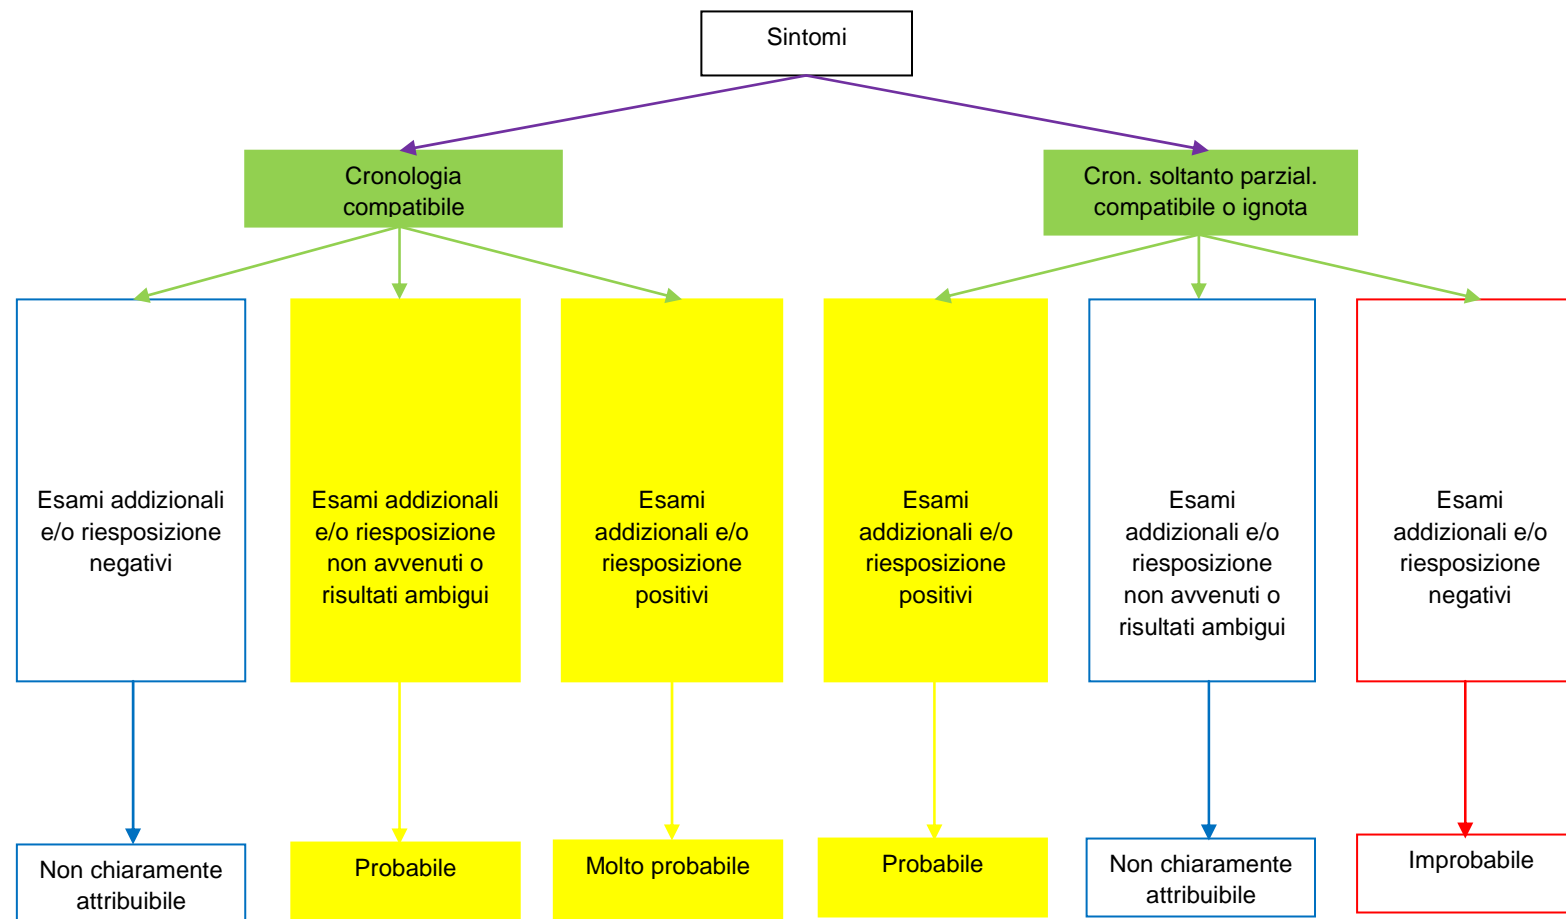 Sintomi
Cronologia
compatibile
Cron. soltanto parzial.
compatibile o ignota
Esami addizionali
e/o riesposizione
negativi
Esami addizionali
e/o riesposizione
non avvenuti o
risultati ambigui
Esami
addizionali e/o
riesposizione
positivi
Esami
addizionali e/o
riesposizione
positivi
Esami
addizionali e/o
riesposizione
non avvenuti o
risultati ambigui
Esami
addizionali e/o
riesposizione
negativi
Non chiaramente
attribuibile
Probabile
Molto probabile
Probabile
Non chiaramente
attribuibile
Improbabile